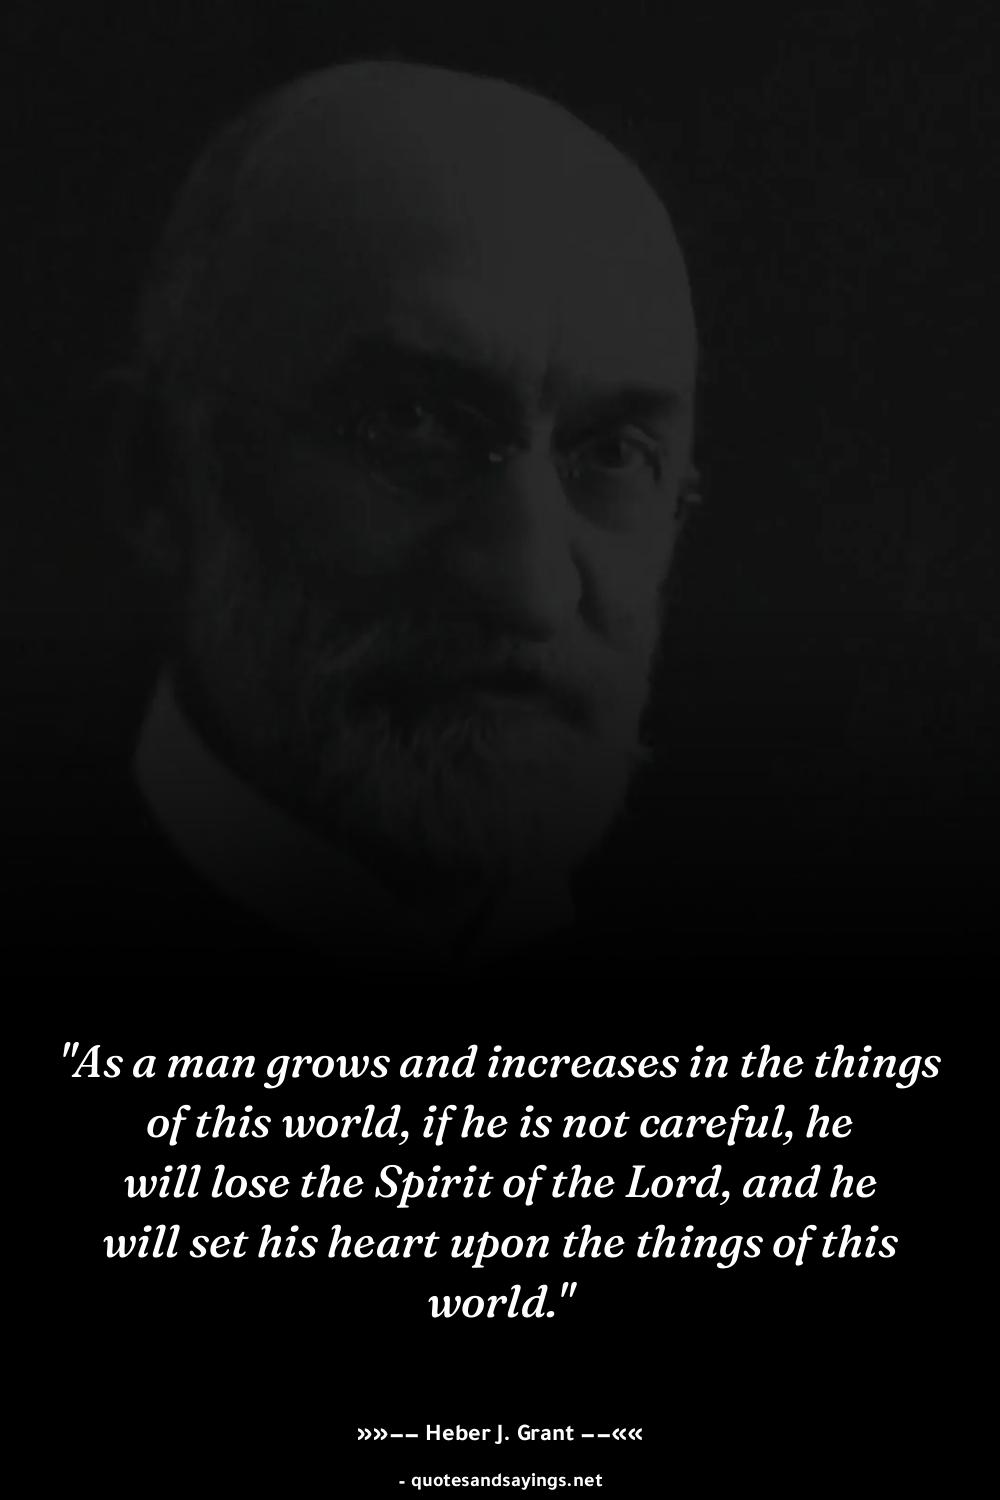 "As a man grows and increases in the things
of this world, if he is not careful, he
will lose the Spirit of the Lord, and he
will set his heart upon the things of this
world."
»»−− Heber J. Grant −−««
- quotesandsayings.net